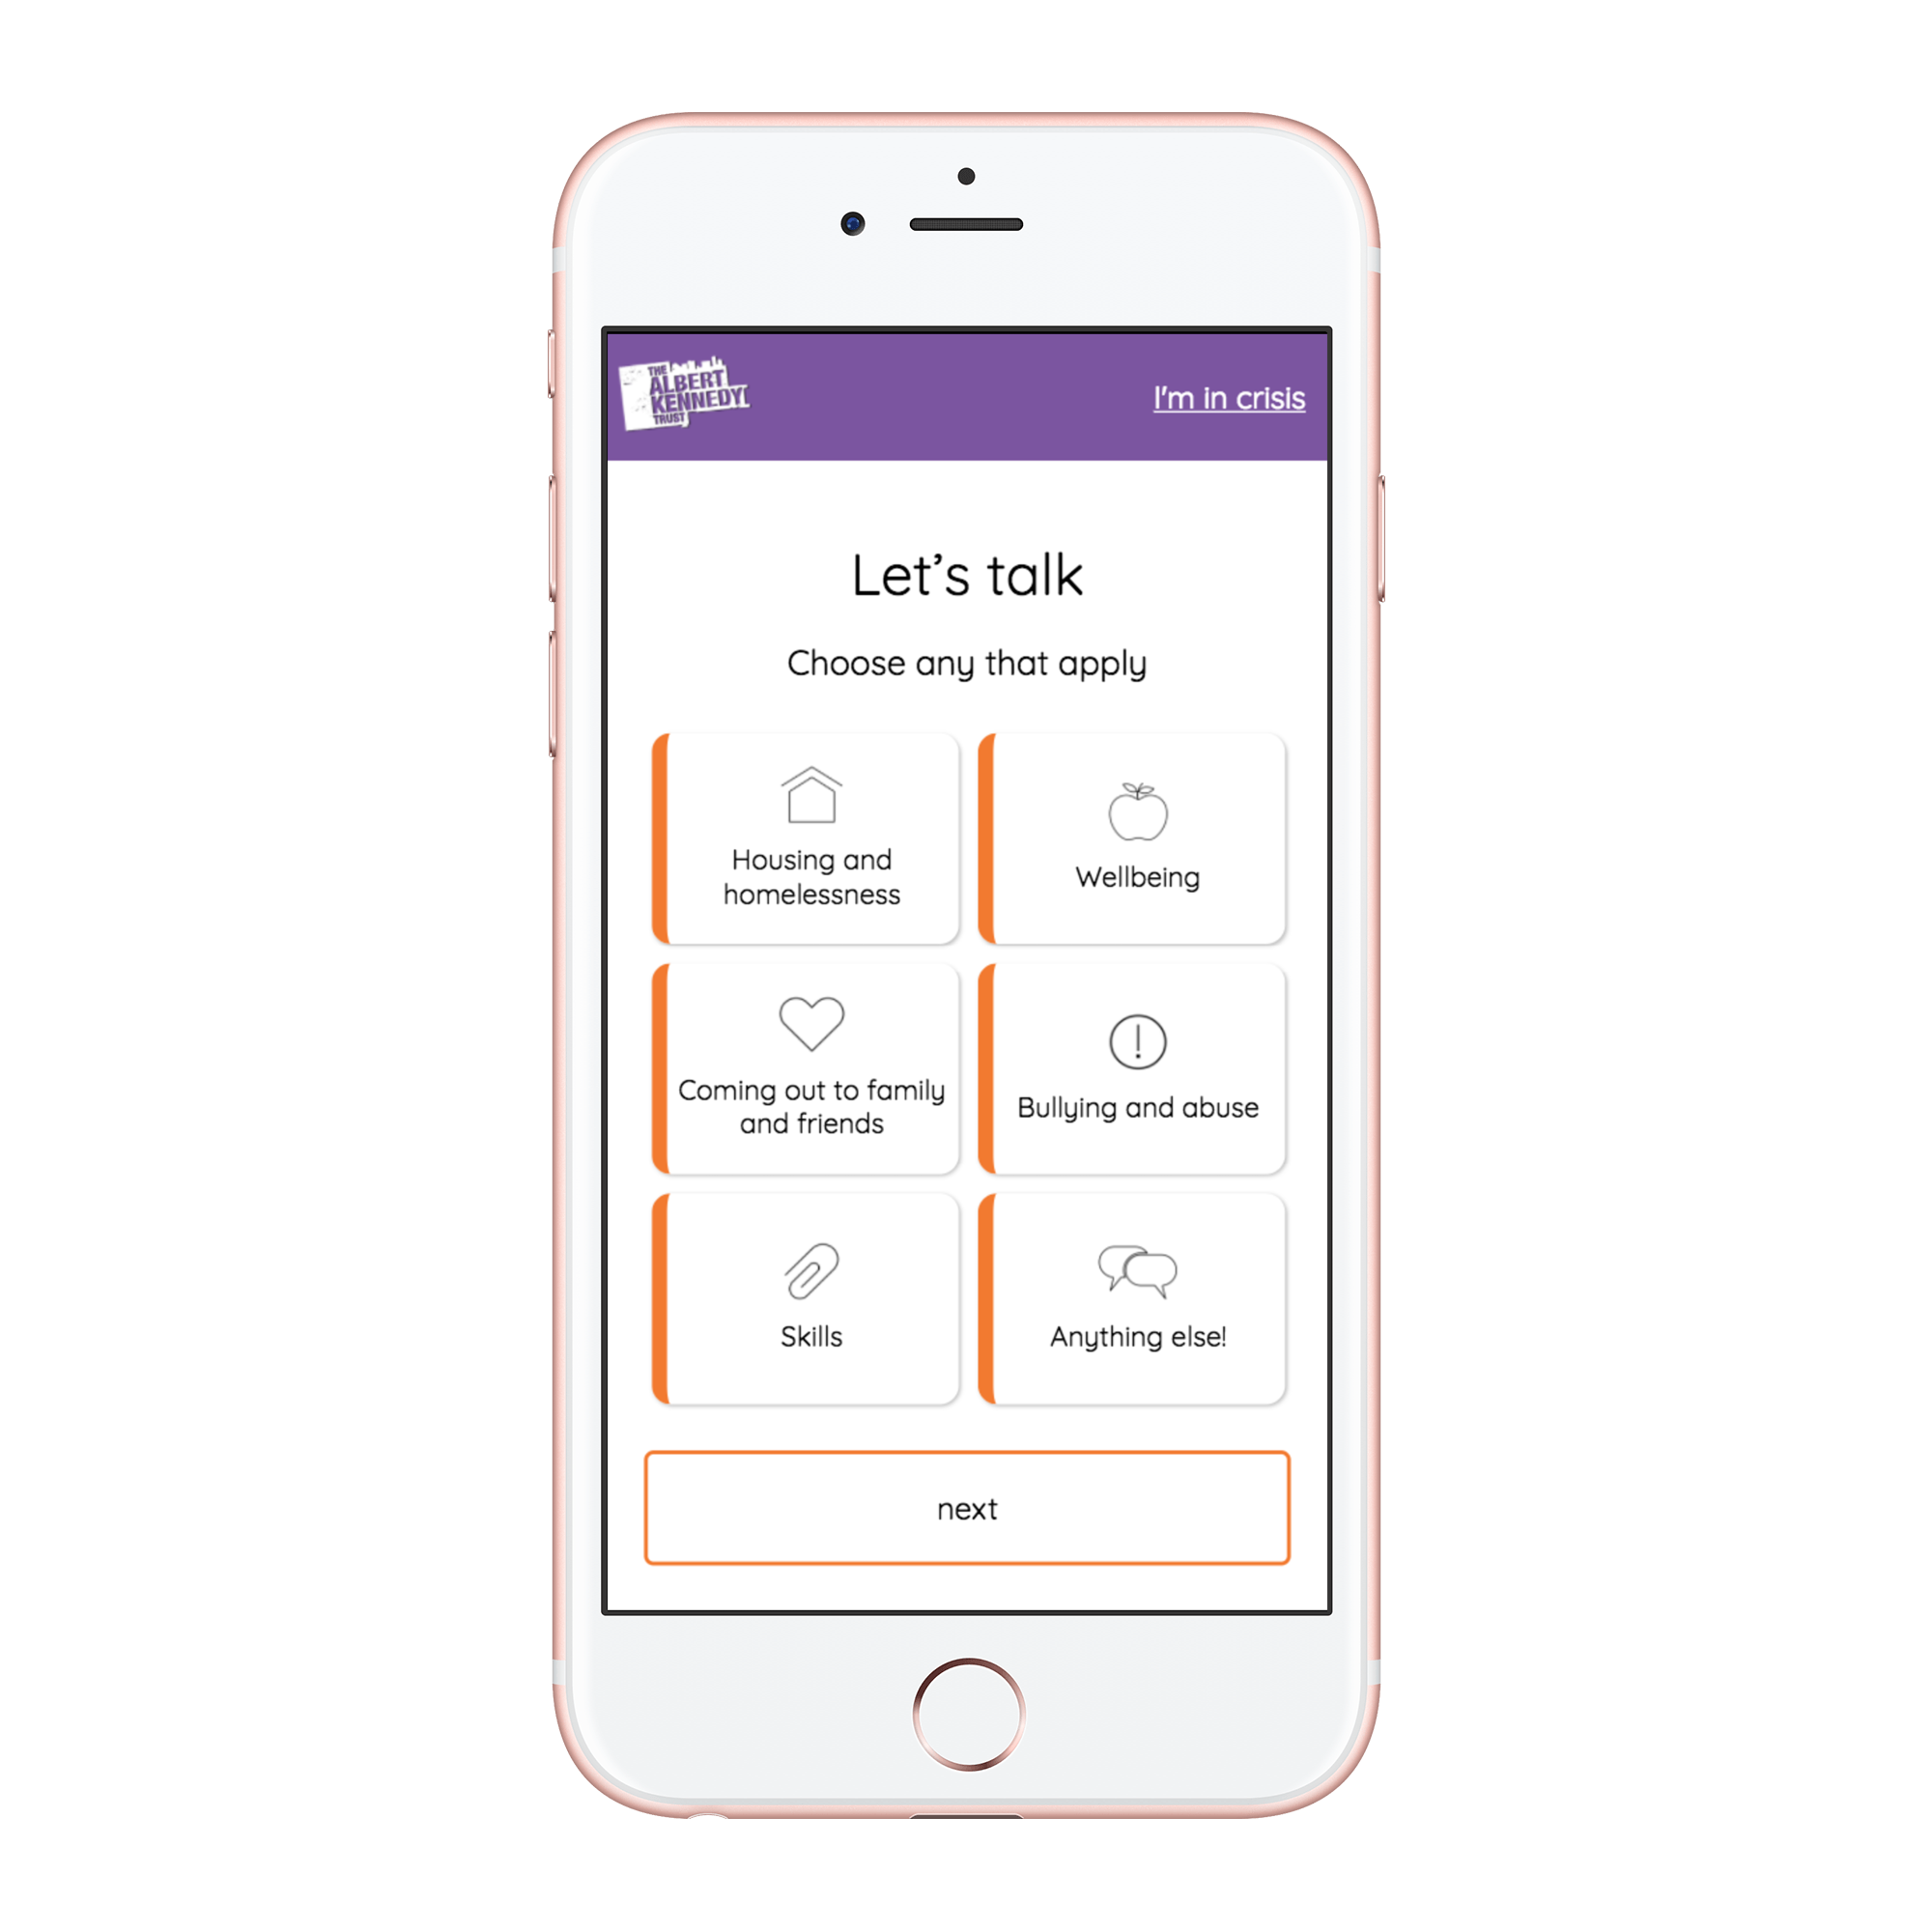 THE
ALBERT
KENNEDY
TRUST
I'm in crisis
Let's talk
Choose any that apply
Housing and
homelessness
Wellbeing
Coming out to family
and friends
Bullying and abuse
Skills
Anything else!
next